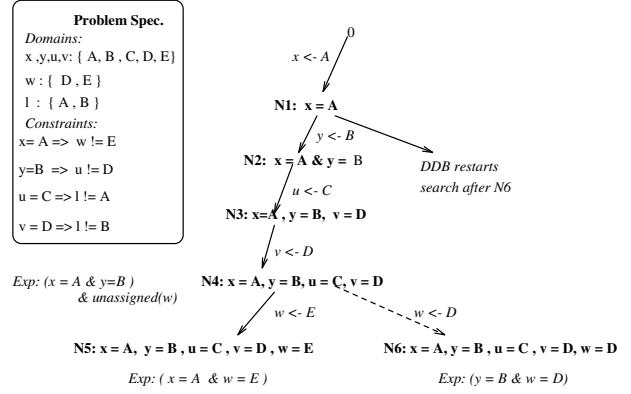 Problem Spec.
Domains:
x ,y,u,v: { A, B , C, D, E}
w : { D , E }
l : { A , B }
Constraints:
x= A => w != E
y=B => u != D
u = C => l != A
v = D => l != B
0
x <- A
N1: x = A
y <- B
N2: x = A & y = B
DDB restarts
search after N6
u <- C
N3: x=A , y = B, v = D
v <- D
Exp: (x = A & y=B )
& unassigned(w)
N4: x = A, y = B, u = C, v = D
w <- E
w <- D
N5: x = A, y = B , u = C , v = D , w = E
N6: x = A, y = B , u = C , v = D, w = D
Exp: ( x = A & w = E )
Exp: (y = B & w = D)